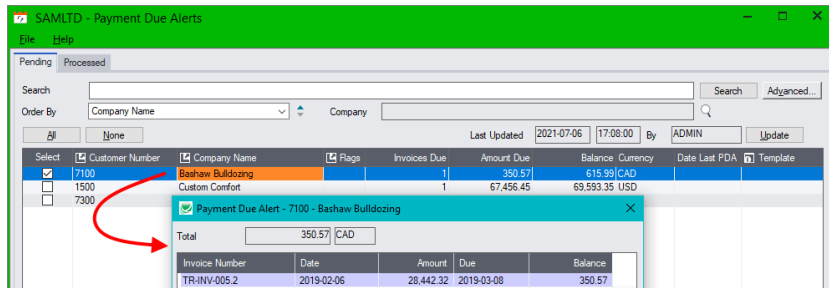 SAMLTD - Payment Due Alerts
File Help
Pending Processed
Search Search Advanced...
Order By Company Name Company
All None Last Updated 2021-07-06 17:08:00 By ADMIN Update
Select Customer Number Company Name Flags Invoices Due Amount Due Balance Currency Date Last PDA Template
7100 Bashaw Bulldozing 1 350.57 615.99 CAD
1500 Custom Comfort 1 67,456.45 69,593.35 USD
7300
Payment Due Alert - 7100 - Bashaw Bulldozing
Total 350.57 CAD
Invoice Number Date Amount Due Balance
TR-INV-005.2 2019-02-06 28,442.32 2019-03-08 350.57